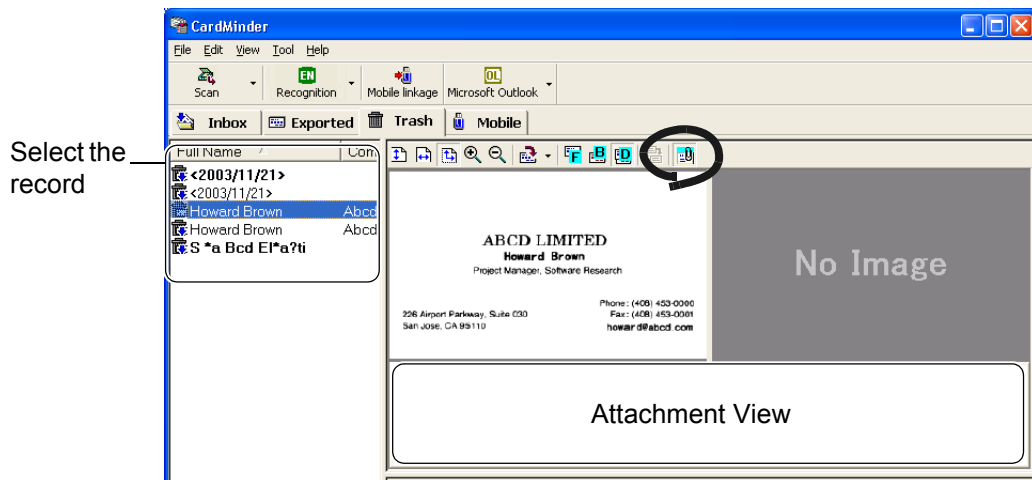 CardMinder
File Edit View Tool Help
Scan
EN
Recognition
Mobile linkage
OL
Microsoft Outlook
Inbox
Exported
Trash
Mobile
Select the
record
Full Name Com
<2003/11/21>
<2003/11/21>
Howard Brown Abcd
Howard Brown Abcd
S *a Bcd El*a?ti
F B D
ABCD LIMITED
Howard Brown
Project Manager, Software Research
226 Airport Parkway, Suite 030
San Jose, CA 95110
Phone: (408) 453-0000
Fax: (408) 453-0001
howard@abcd.com
No Image
Attachment View